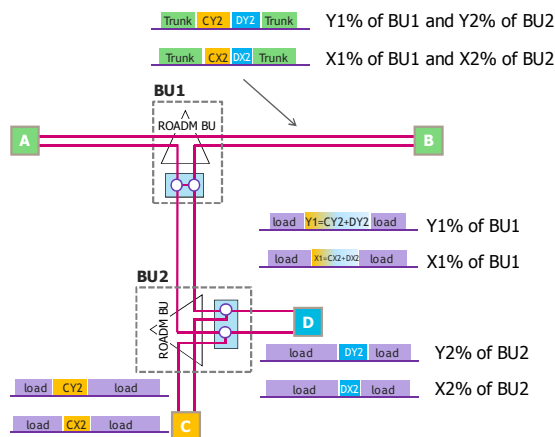 Trunk CY2 DY2 Trunk Y1% of BU1 and Y2% of BU2
Trunk CX2 DX2 Trunk X1% of BU1 and X2% of BU2
BU1
ROADM BU
A
B
load Y1=CY2+DY2 load Y1% of BU1
load X1=CX2+DX2 load X1% of BU1
BU2
ROADM BU
D
load DY2 load Y2% of BU2
load DX2 load X2% of BU2
load CY2 load
load CX2 load
C